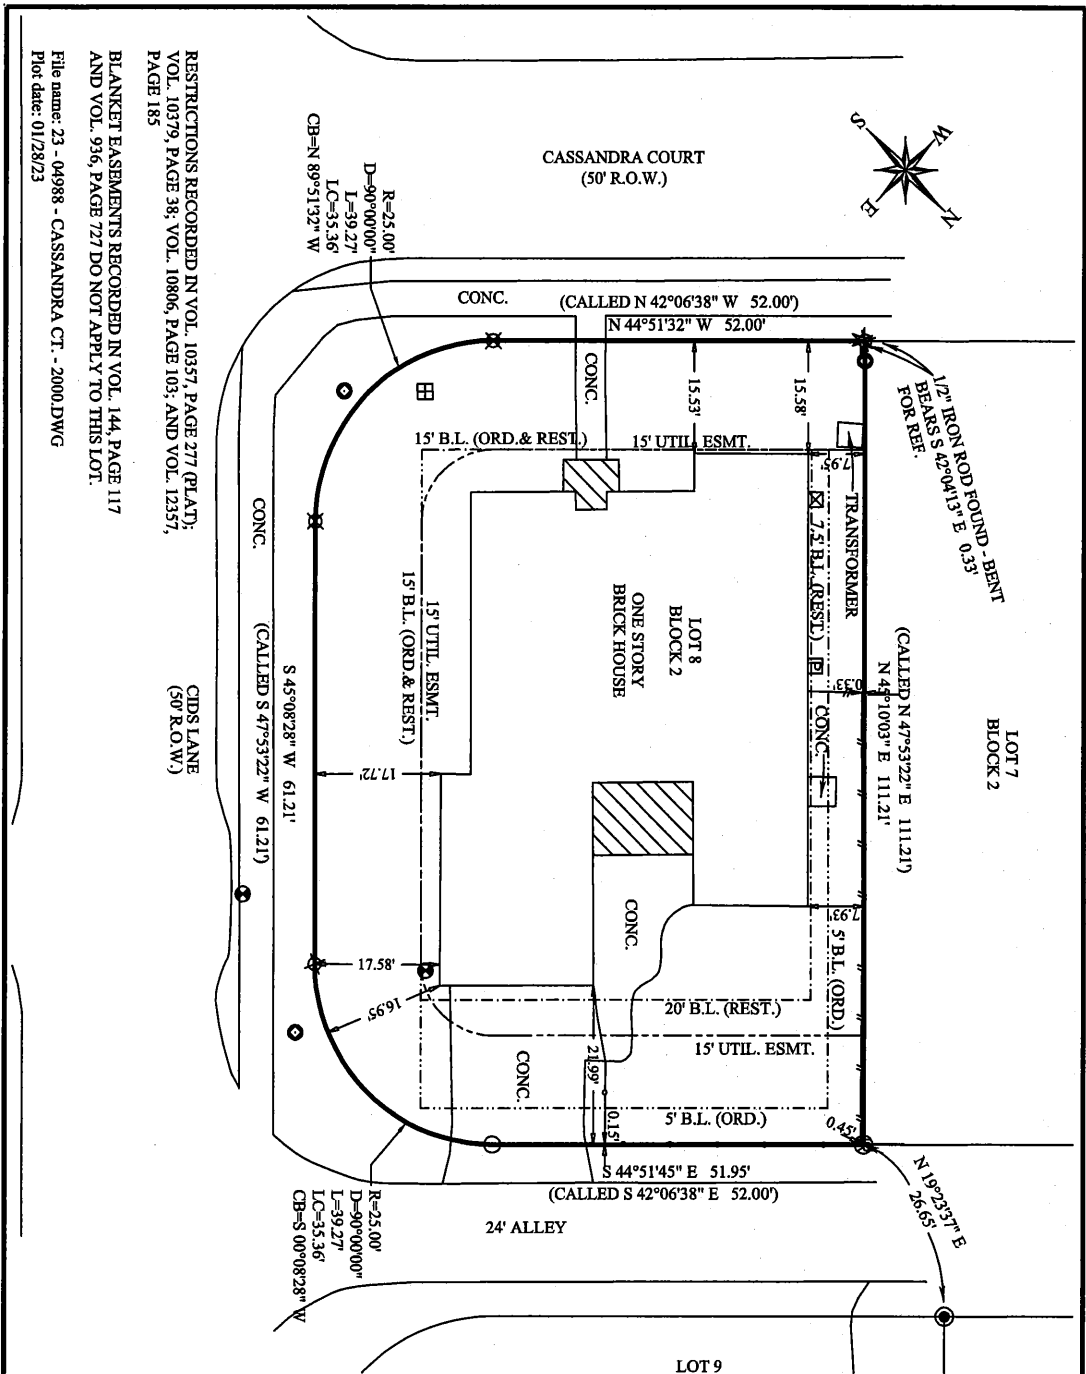 CASSANDRA COURT
(50' R.O.W.)
S
W
E
N
R=25.00'
L=39.27'
D=90°00'00"
LC=35.36'
CB=N 89°51'32" W
RESTRICTIONS RECORDED IN VOL. 10357, PAGE 277 (PLAT);
VOL. 10379, PAGE 38; VOL. 10806, PAGE 103; AND VOL. 12357,
PAGE 185
BLANKET EASEMENTS RECORDED IN VOL. 144, PAGE 117
AND VOL. 936, PAGE 727 DO NOT APPLY TO THIS LOT.
File name: 23 - 04988 - CASSANDRA CT. - 2000.DWG
Plot date: 01/28/23
CONC.
(CALLED N 42°06'38" W 52.00')
N 44°51'32" W 52.00'
CONC.
15.53'
15.58'
1/2" IRON ROD FOUND - BENT
BEARS S 42°04'13" E 0.33'
FOR REF.
15' B.L. (ORD.& REST.)
15' UTIL. ESMT.
7.95'
TRANSFORMER
7.5' B.L. (REST.)
P
0.33'
CONC.
LOT 8
BLOCK 2
ONE STORY
BRICK HOUSE
15' UTIL. ESMT.
15' B.L. (ORD.& REST.)
CONC.
(CALLED N 47°53'22" E 111.21')
N 45°10'03" E 111.21'
LOT 7
BLOCK 2
S 45°08'28" W 61.21'
(CALLED S 47°53'22" W 61.21')
CIDS LANE
(50' R.O.W.)
17.72'
17.58'
16.95'
CONC.
7.93'
5' B.L. (ORD.)
20' B.L. (REST.)
15' UTIL. ESMT.
CONC.
21.99'
0.15'
5' B.L. (ORD.)
0.45'
S 44°51'45" E 51.95'
(CALLED S 42°06'38" E 52.00')
N 19°23'37" E
26.65'
24' ALLEY
R=25.00'
D=90°00'00"
L=39.27'
LC=35.36'
CB=S 00°08'28" W
LOT 9